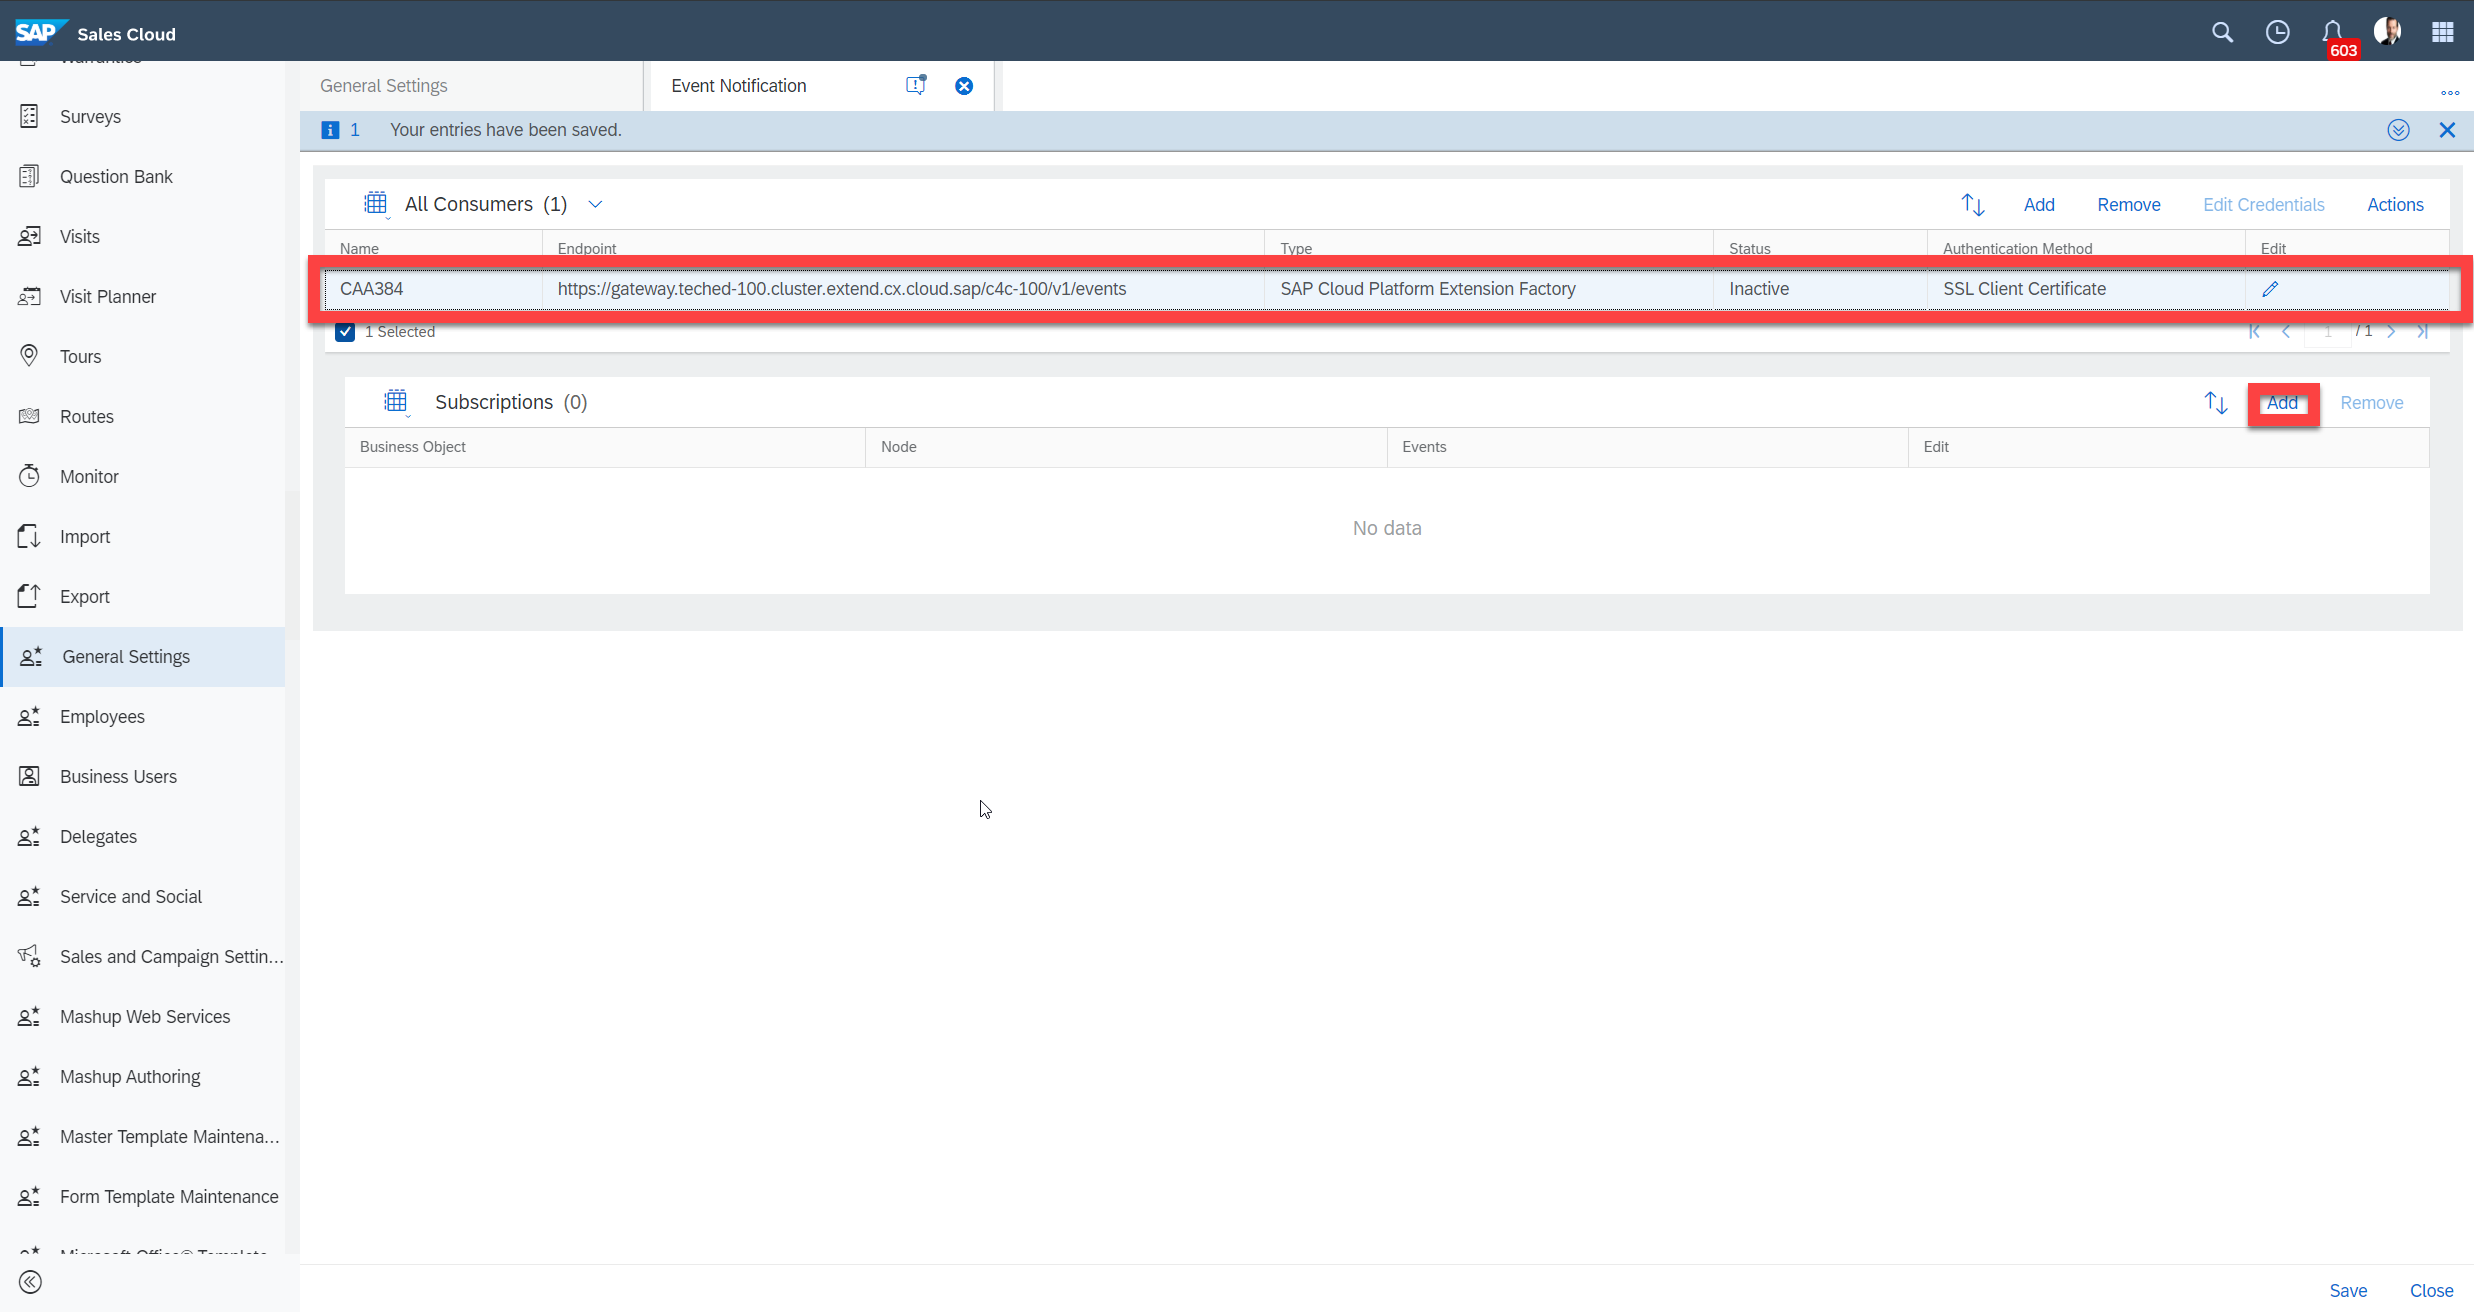 SAP Sales Cloud
603
Surveys
Question Bank
Visits
Visit Planner
Tours
Routes
Monitor
Import
Export
General Settings
Employees
Business Users
Delegates
Service and Social
Sales and Campaign Settin...
Mashup Web Services
Mashup Authoring
Master Template Maintena...
Form Template Maintenance
General Settings
Event Notification
1 Your entries have been saved.
All Consumers (1)
Add Remove Edit Credentials Actions
Name Endpoint Type Status Authentication Method Edit
CAA384 https://gateway.teched-100.cluster.extend.cx.cloud.sap/c4c-100/v1/events SAP Cloud Platform Extension Factory Inactive SSL Client Certificate
1 Selected
1 / 1
Subscriptions (0)
Add Remove
Business Object Node Events Edit
No data
Save Close